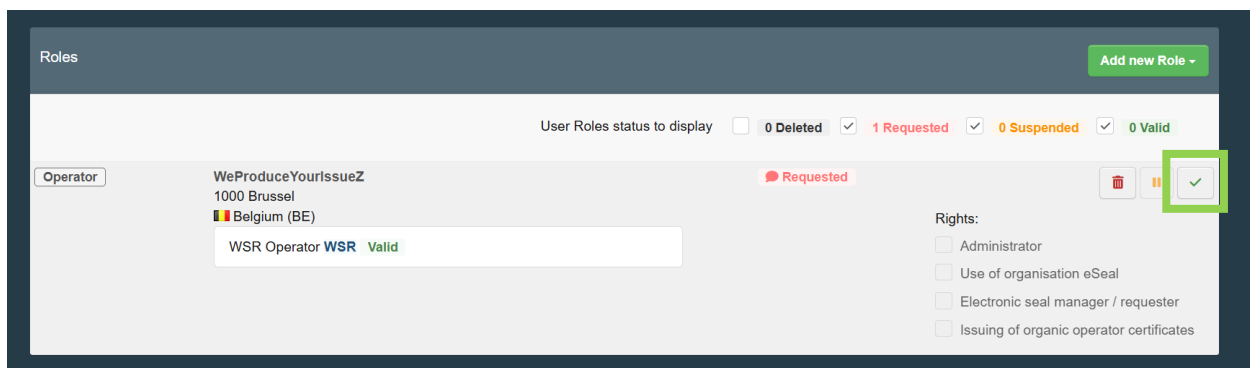 Roles
Add new Role
User Roles status to display 0 Deleted 1 Requested 0 Suspended 0 Valid
Operator WeProduceYourIssueZ Requested
1000 Brussel
Belgium (BE) Rights:
WSR Operator WSR Valid Administrator
Use of organisation eSeal
Electronic seal manager / requester
Issuing of organic operator certificates